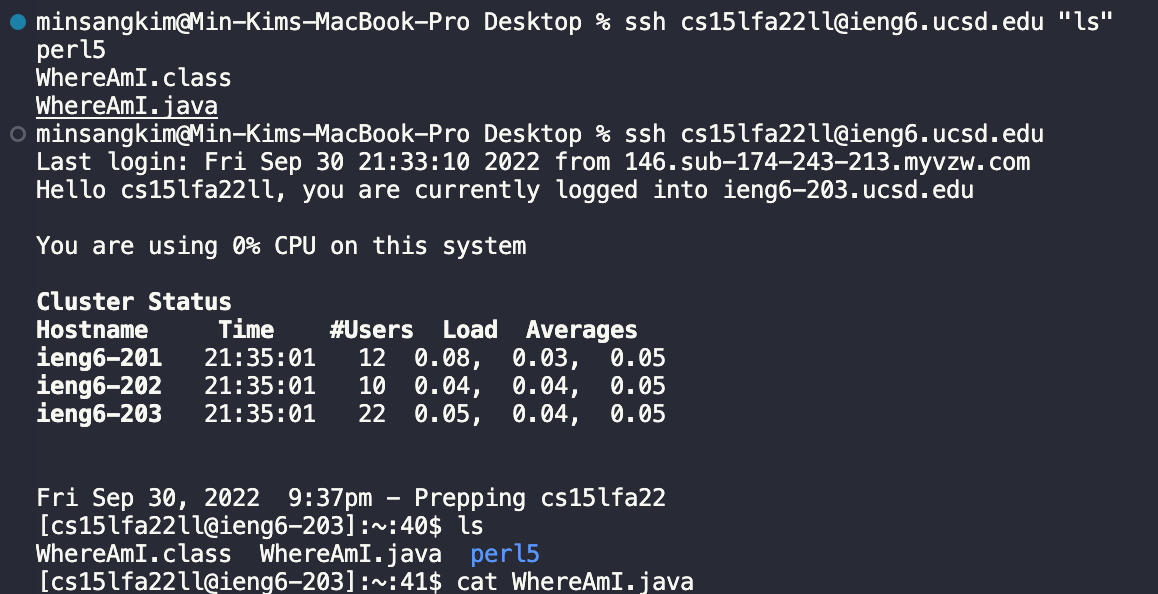 minsangkim@Min-Kims-MacBook-Pro Desktop % ssh cs15lfa22ll@ieng6.ucsd.edu "ls"
perl5
WhereAmI.class
WhereAmI.java
minsangkim@Min-Kims-MacBook-Pro Desktop % ssh cs15lfa22ll@ieng6.ucsd.edu
Last login: Fri Sep 30 21:33:10 2022 from 146.sub-174-243-213.myvzw.com
Hello cs15lfa22ll, you are currently logged into ieng6-203.ucsd.edu
You are using 0% CPU on this system
Cluster Status
Hostname     Time    #Users  Load  Averages
ieng6-201   21:35:01   12  0.08,  0.03,  0.05
ieng6-202   21:35:01   10  0.04,  0.04,  0.05
ieng6-203   21:35:01   22  0.05,  0.04,  0.05
Fri Sep 30, 2022  9:37pm - Prepping cs15lfa22
[cs15lfa22ll@ieng6-203]:~:40$ ls
WhereAmI.class  WhereAmI.java  perl5
[cs15lfa22ll@ieng6-203]:~:41$ cat WhereAmI.java